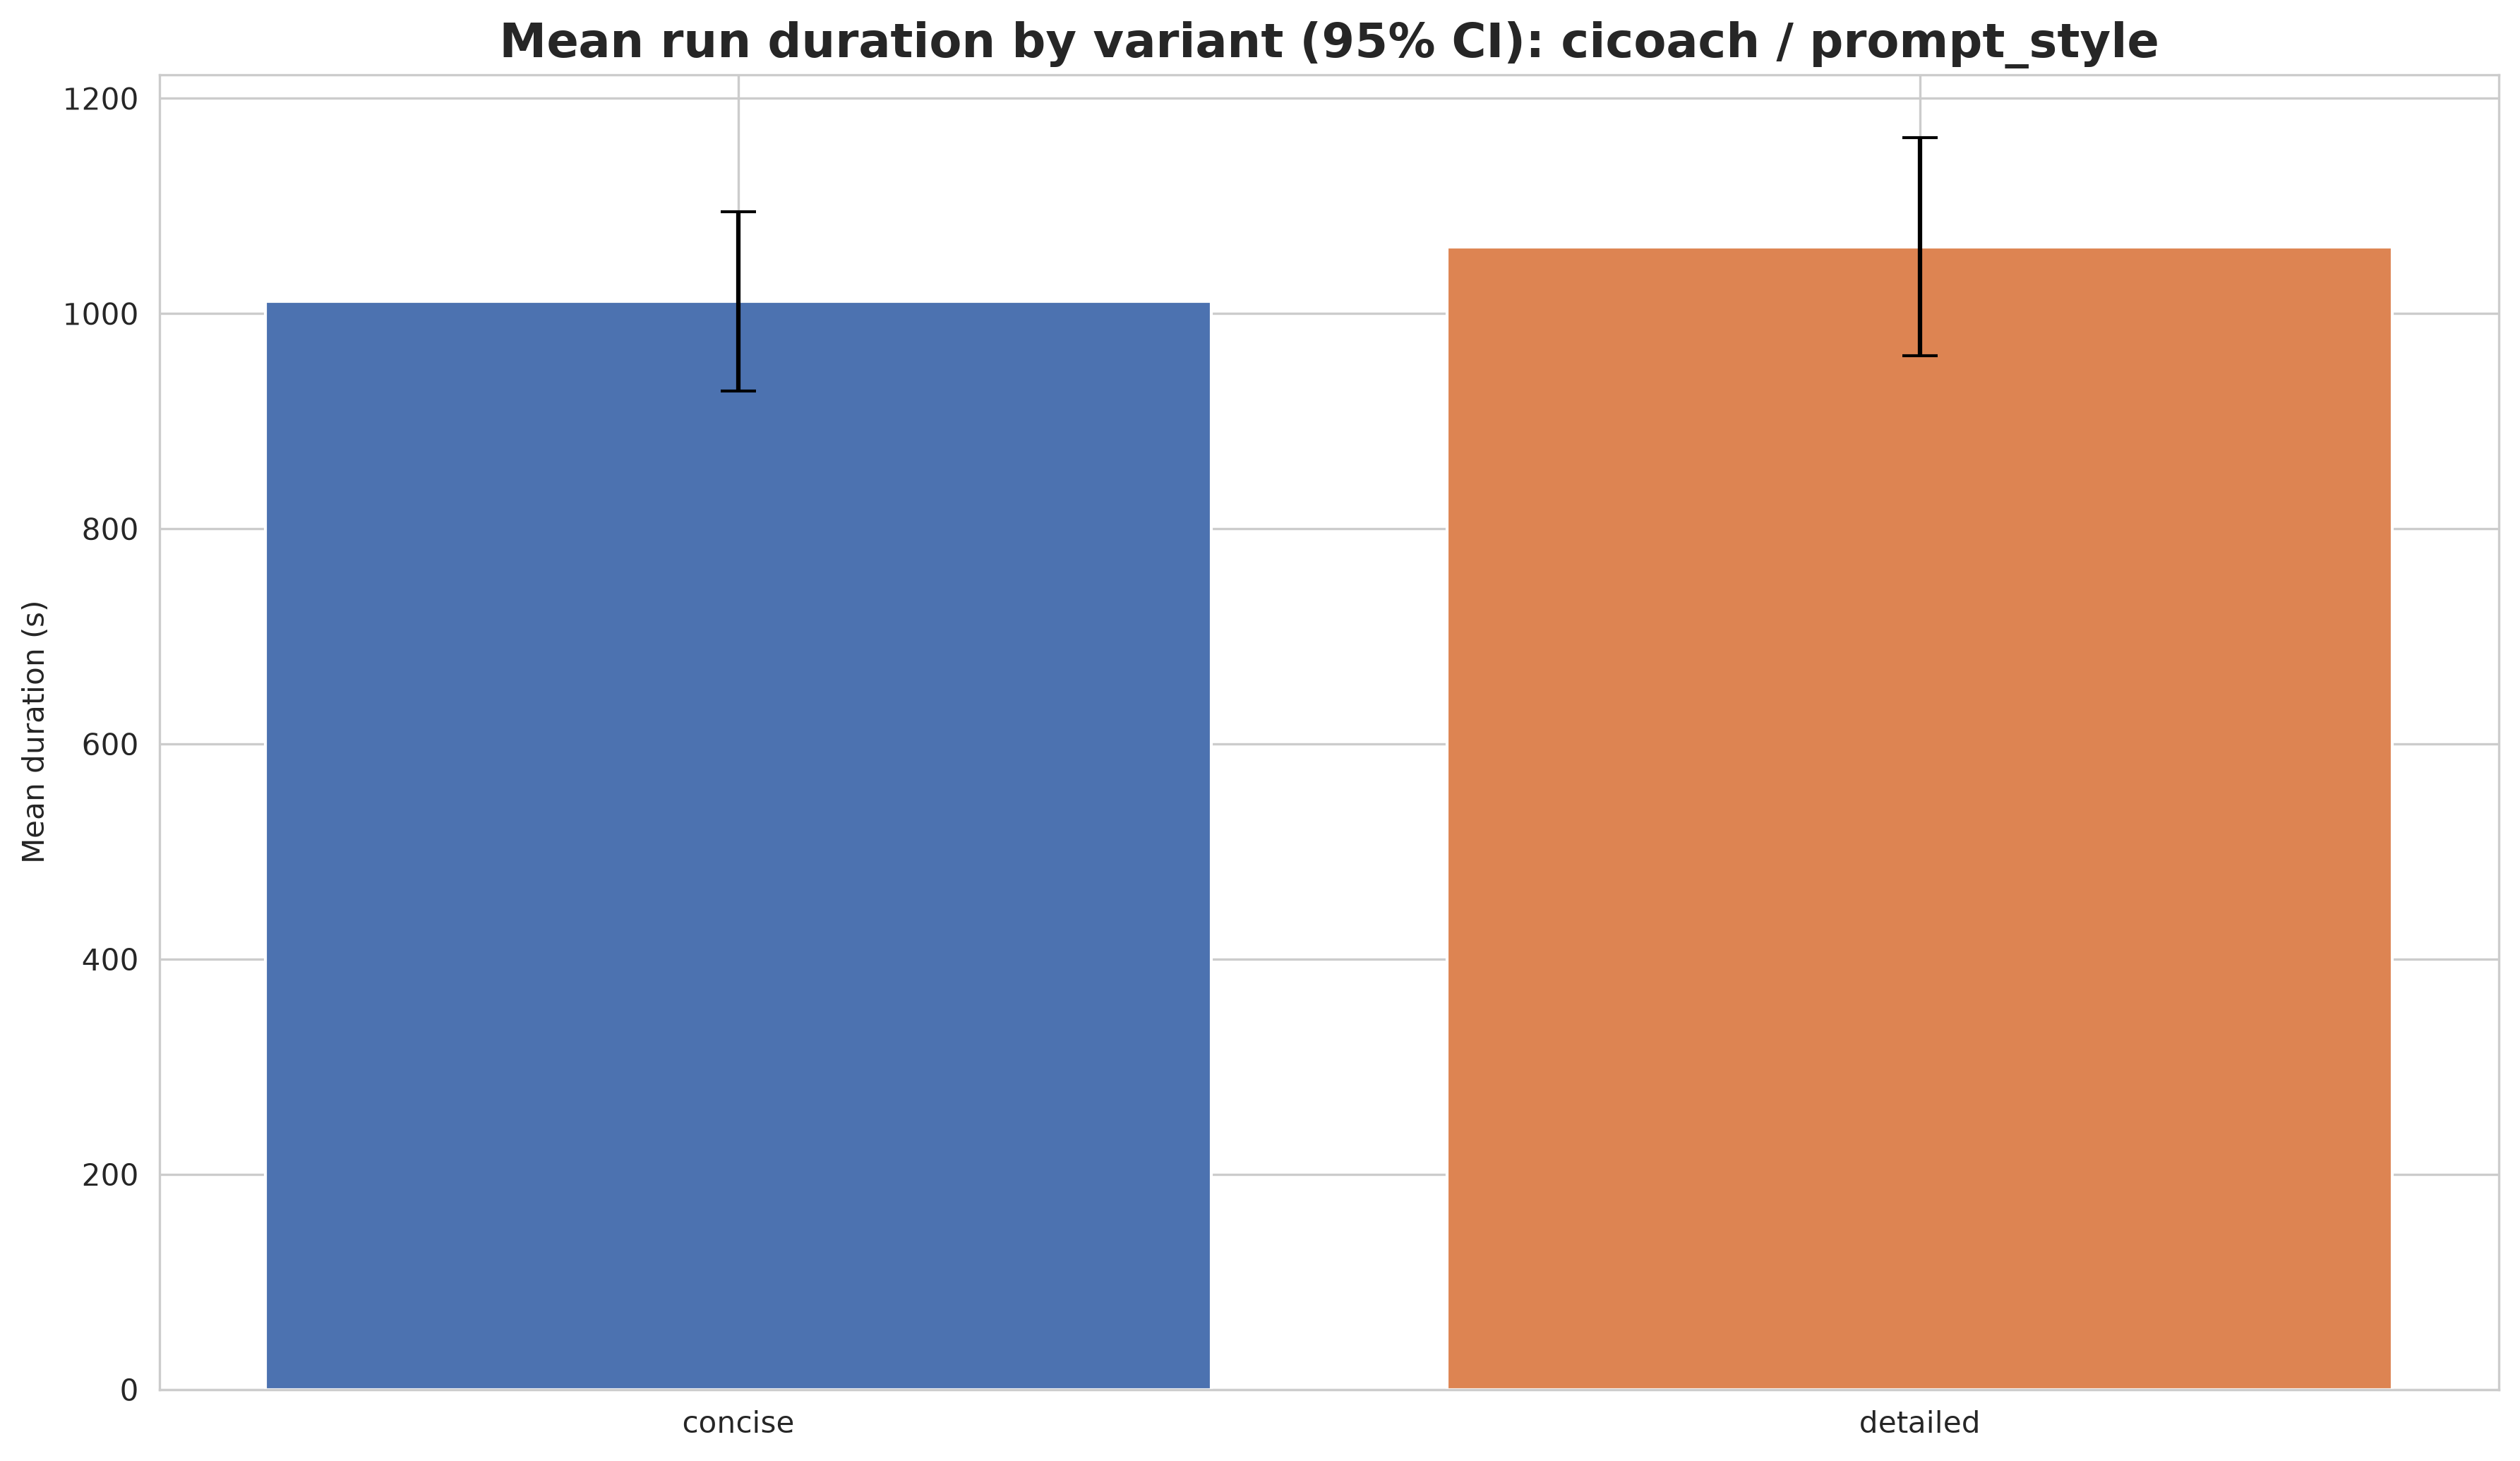 Mean run duration by variant (95% CI): cicoach / prompt_style
1200
1000
800
600
400
200
0
Mean duration (s)
concise
detailed